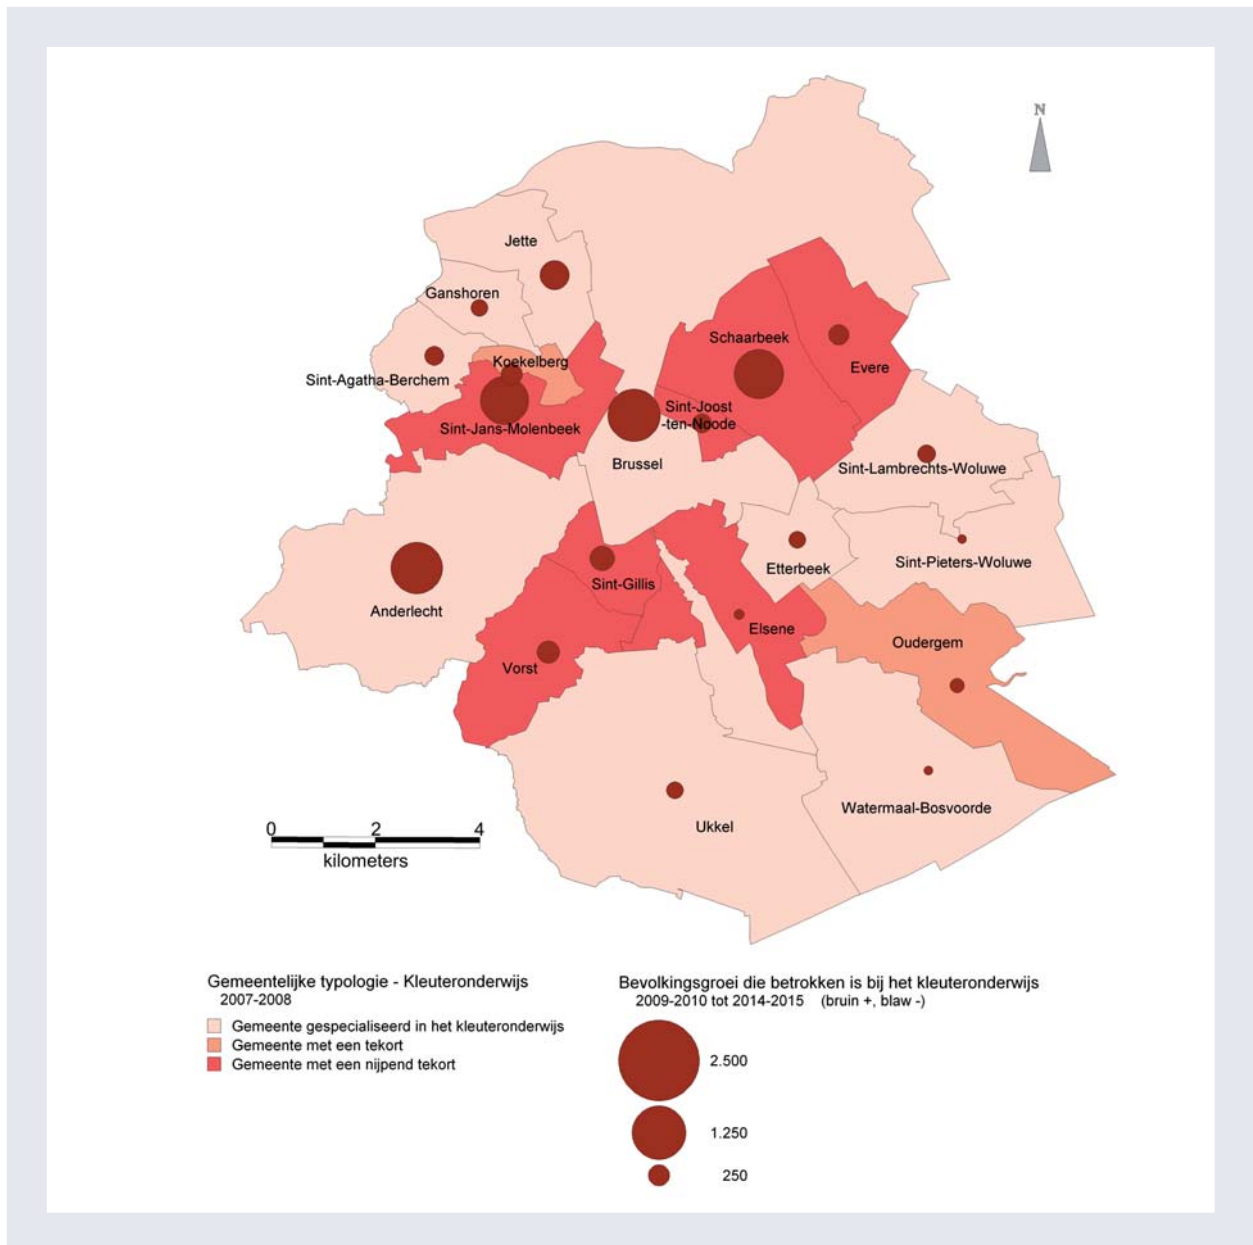 N
Jette
Ganshoren
Koekelberg
Sint-Agatha-Berchem
Sint-Jans-Molenbeek
Schaarbeek
Evere
Sint-Joost
-ten-Noode
Brussel
Sint-Lambrechts-Woluwe
Sint-Pieters-Woluwe
Etterbeek
Anderlecht
Sint-Gillis
Elsene
Oudergem
Vorst
Watermaal-Bosvoorde
Ukkel
0 2 4
kilometers
Gemeentelijke typologie - Kleuteronderwijs
2007-2008
Gemeente gespecialiseerd in het kleuteronderwijs
Gemeente met een tekort
Gemeente met een nijpend tekort
Bevolkingsgroei die betrokken is bij het kleuteronderwijs
2009-2010 tot 2014-2015 (bruin +, blaw -)
2.500
1.250
250